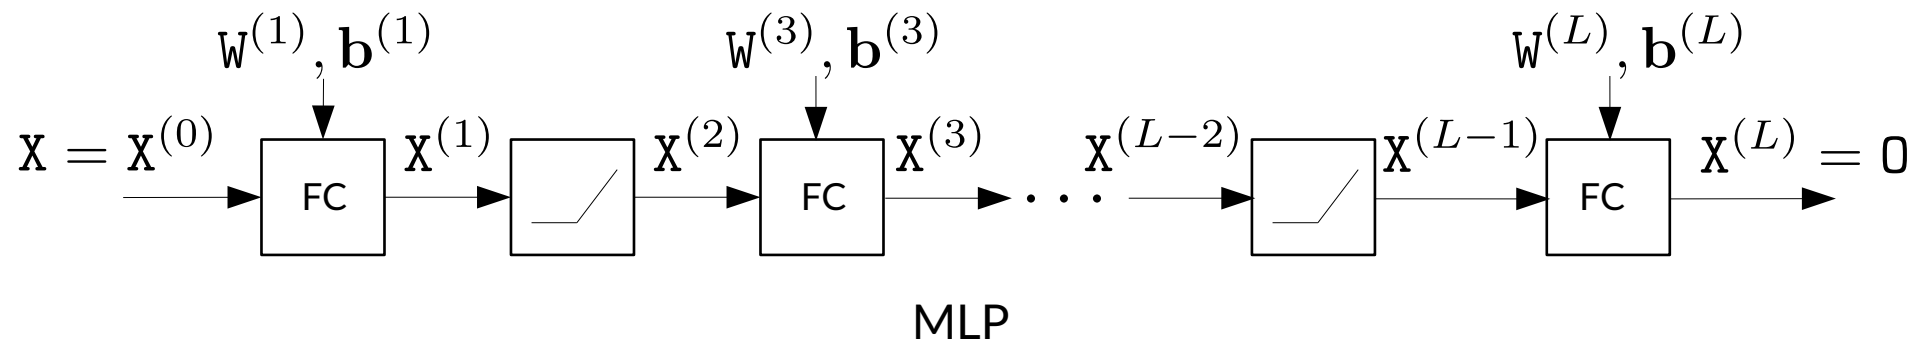 W^(1), b^(1) W^(3), b^(3) W^(L), b^(L)
X = X^(0) X^(1) X^(2) X^(3) · · · X^(L−2) X^(L−1) X^(L) = O
FC FC FC
MLP